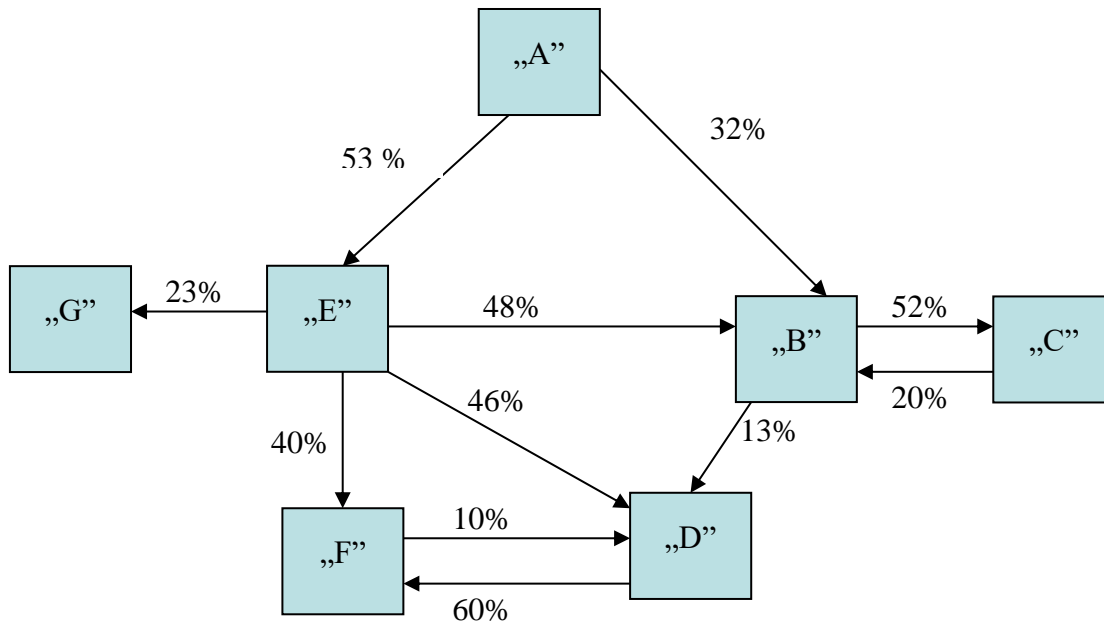 „A”
32%
53 %
„G”
23%
„E”
48%
„B”
52%
„C”
20%
46%
13%
40%
„F”
10%
„D”
60%